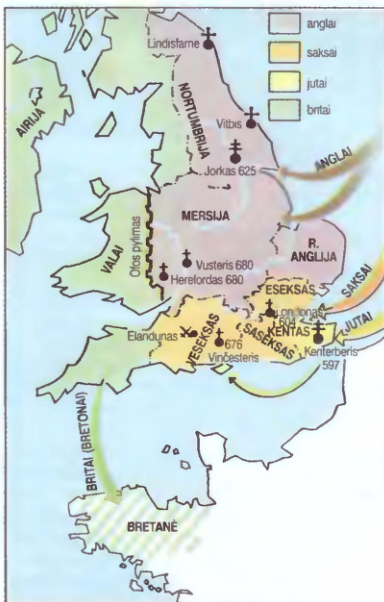 anglai
saksai
jutai
britai
Lindisfarne
NORTUMBRIJA
AIRIJA
Vitbis
Jorkas 625
ANGLAI
MERSIJA
VALAI
Ofos pylimas
R.
ANGLIJA
Vusteris 680
Herefordas 680
ESEKSAS
SAKSAI
Londonas
604
JUTAI
KENTAS
SASEKSAS
VESEKSAS
Elandunas
676
Vinčesteris
Kenterberis
597
BRITAI (BRETONAI)
BRETANĖ